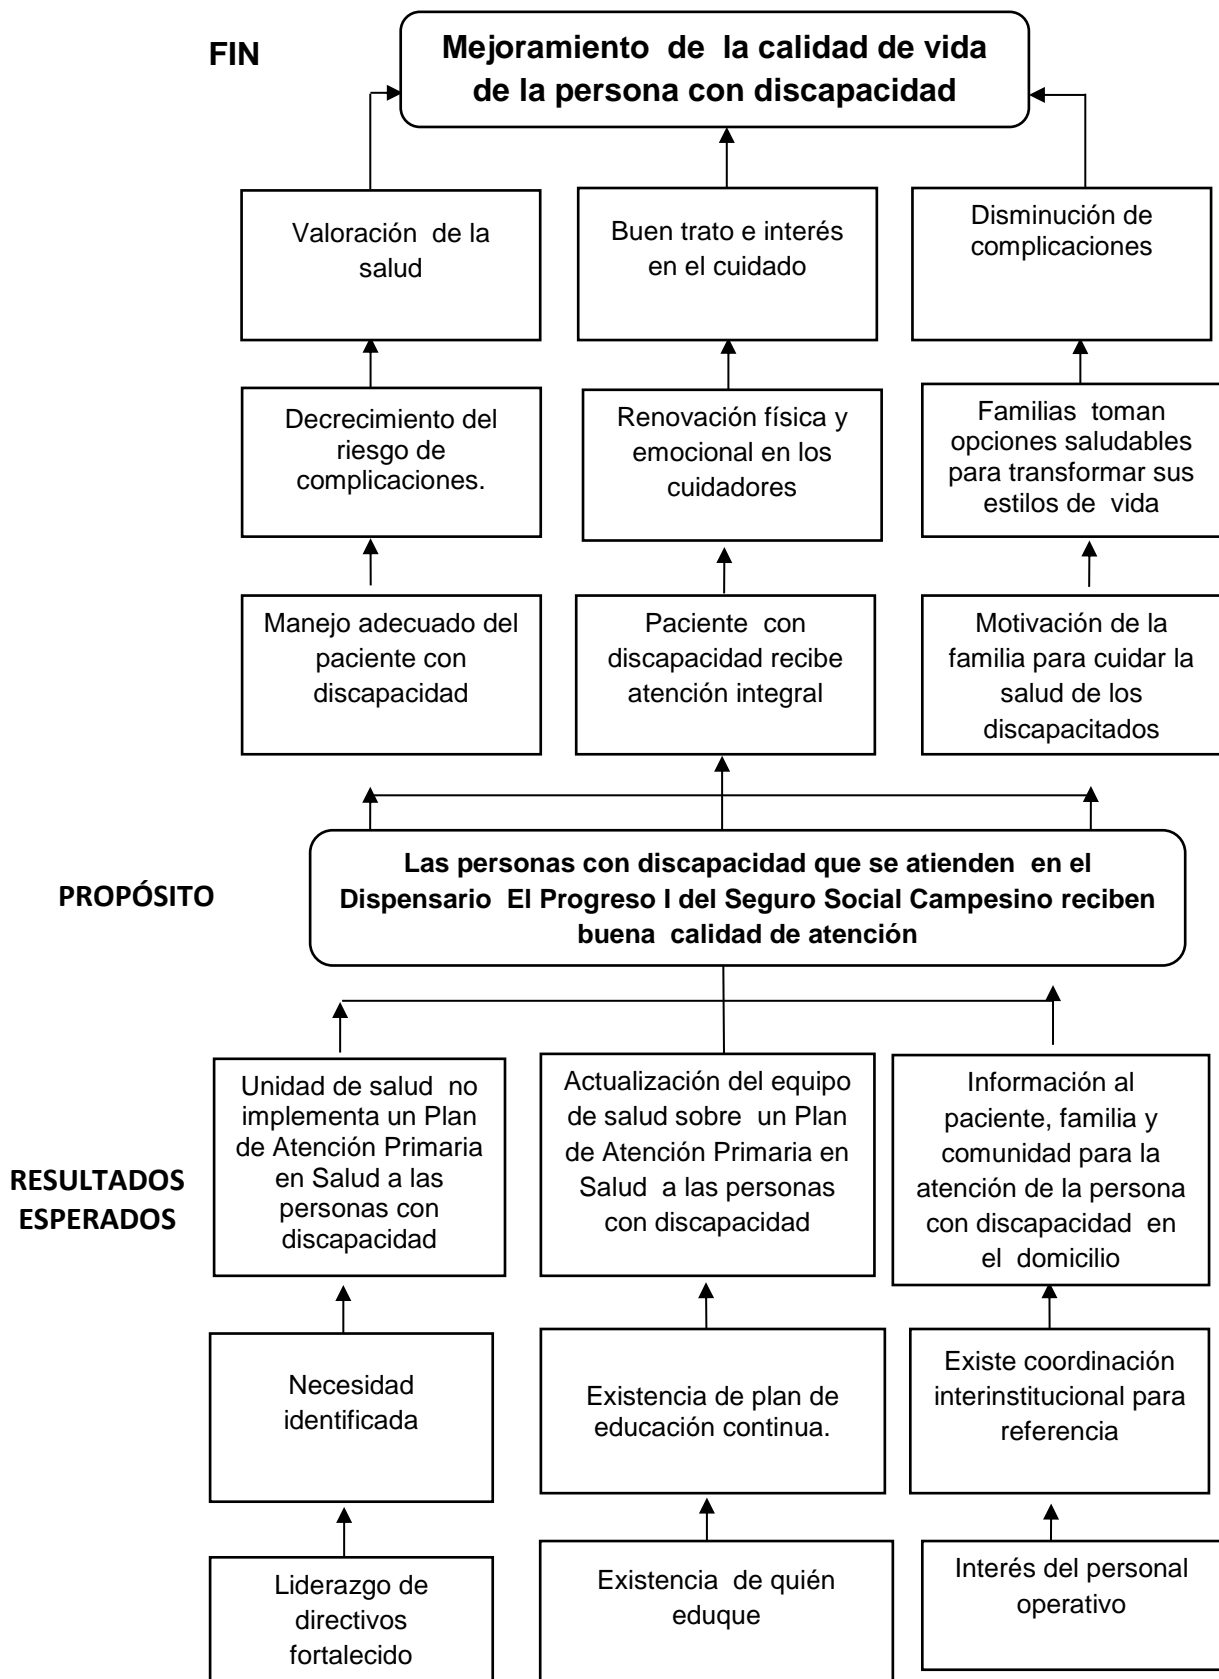 FIN
Mejoramiento de la calidad de vida
de la persona con discapacidad
Valoración de la
salud
Buen trato e interés
en el cuidado
Disminución de
complicaciones
Decrecimiento del
riesgo de
complicaciones.
Renovación física y
emocional en los
cuidadores
Familias toman
opciones saludables
para transformar sus
estilos de vida
Manejo adecuado del
paciente con
discapacidad
Paciente con
discapacidad recibe
atención integral
Motivación de la
familia para cuidar la
salud de los
discapacitados
PROPÓSITO
Las personas con discapacidad que se atienden en el
Dispensario El Progreso I del Seguro Social Campesino reciben
buena calidad de atención
RESULTADOS
ESPERADOS
Unidad de salud no
implementa un Plan
de Atención Primaria
en Salud a las
personas con
discapacidad
Actualización del equipo
de salud sobre un Plan
de Atención Primaria en
Salud a las personas
con discapacidad
Información al
paciente, familia y
comunidad para la
atención de la persona
con discapacidad en
el domicilio
Necesidad
identificada
Existencia de plan de
educación continua.
Existe coordinación
interinstitucional para
referencia
Liderazgo de
directivos
fortalecido
Existencia de quién
eduque
Interés del personal
operativo